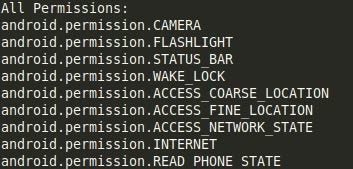 All Permissions:
android.permission.CAMERA
android.permission.FLASHLIGHT
android.permission.STATUS_BAR
android.permission.WAKE_LOCK
android.permission.ACCESS_COARSE_LOCATION
android.permission.ACCESS_FINE_LOCATION
android.permission.ACCESS_NETWORK_STATE
android.permission.INTERNET
android.permission.READ_PHONE_STATE